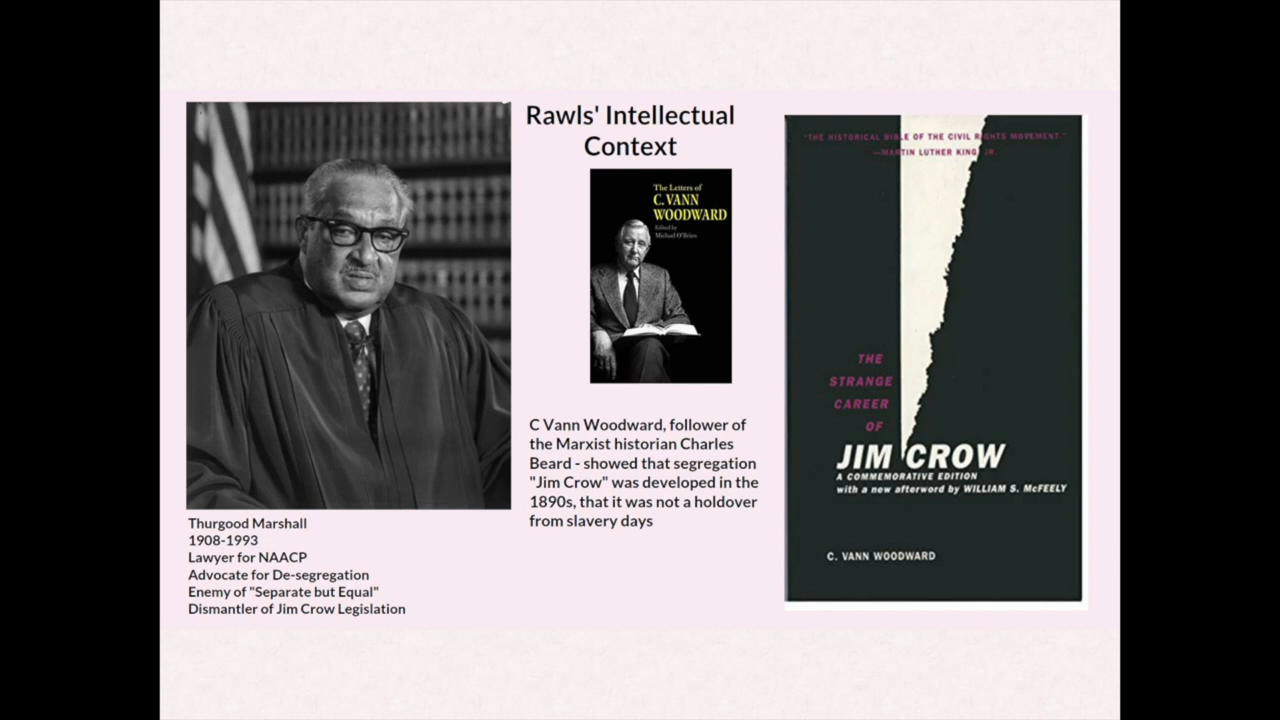 Rawls' Intellectual
Context
Thurgood Marshall
1908-1993
Lawyer for NAACP
Advocate for De-segregation
Enemy of "Separate but Equal"
Dismantler of Jim Crow Legislation
The Letters of
C. VANN
WOODWARD
Edited by
Michael O'Brien
C Vann Woodward, follower of
the Marxist historian Charles
Beard - showed that segregation
"Jim Crow" was developed in the
1890s, that it was not a holdover
from slavery days
"THE HISTORICAL BIBLE OF THE CIVIL RIGHTS MOVEMENT."
—MARTIN LUTHER KING, JR.
THE
STRANGE
CAREER
OF
JIM CROW
A COMMEMORATIVE EDITION
with a new afterword by WILLIAM S. McFEELY
C. VANN WOODWARD